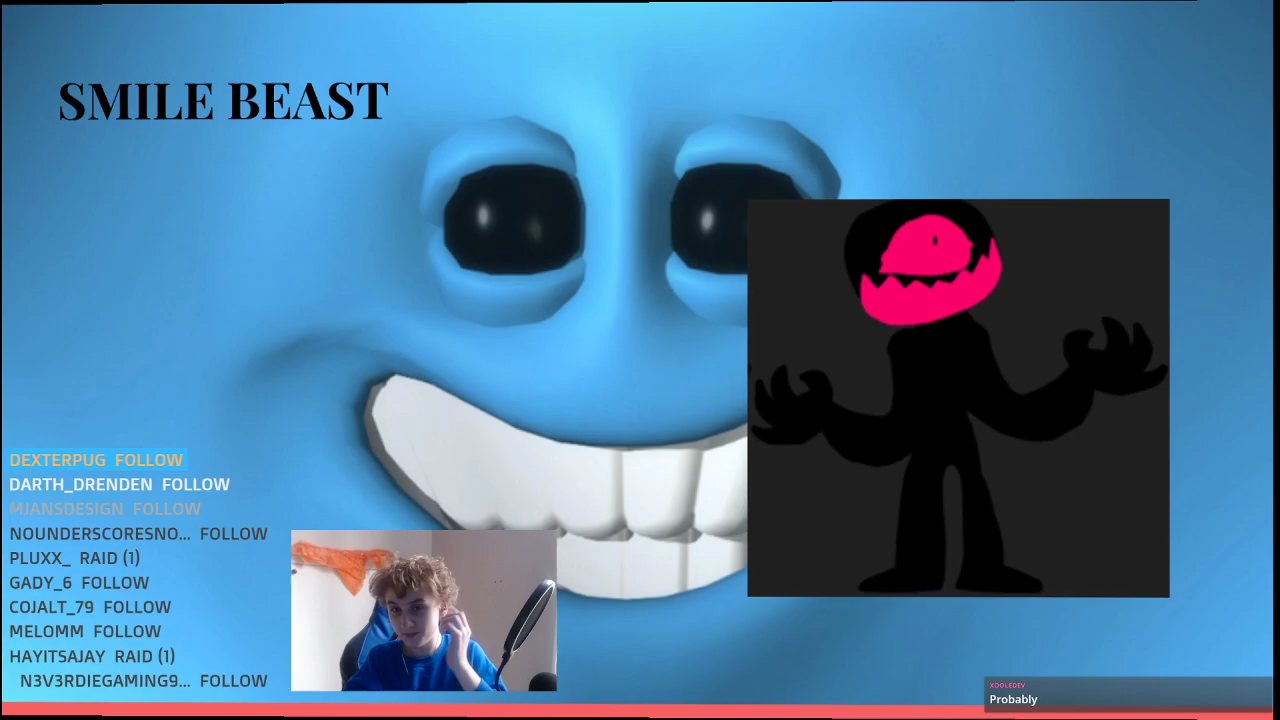 SMILE BEAST
DEXTERPUG FOLLOW
DARTH_DRENDEN FOLLOW
MJANSDESIGN FOLLOW
NOUNDERSCORESNO... FOLLOW
PLUXX_ RAID (1)
GADY_6 FOLLOW
COJALT_79 FOLLOW
MELOMM FOLLOW
HAYITSAJAY RAID (1)
N3V3RDIEGAMING9... FOLLOW
XOOLEDEV
Probably